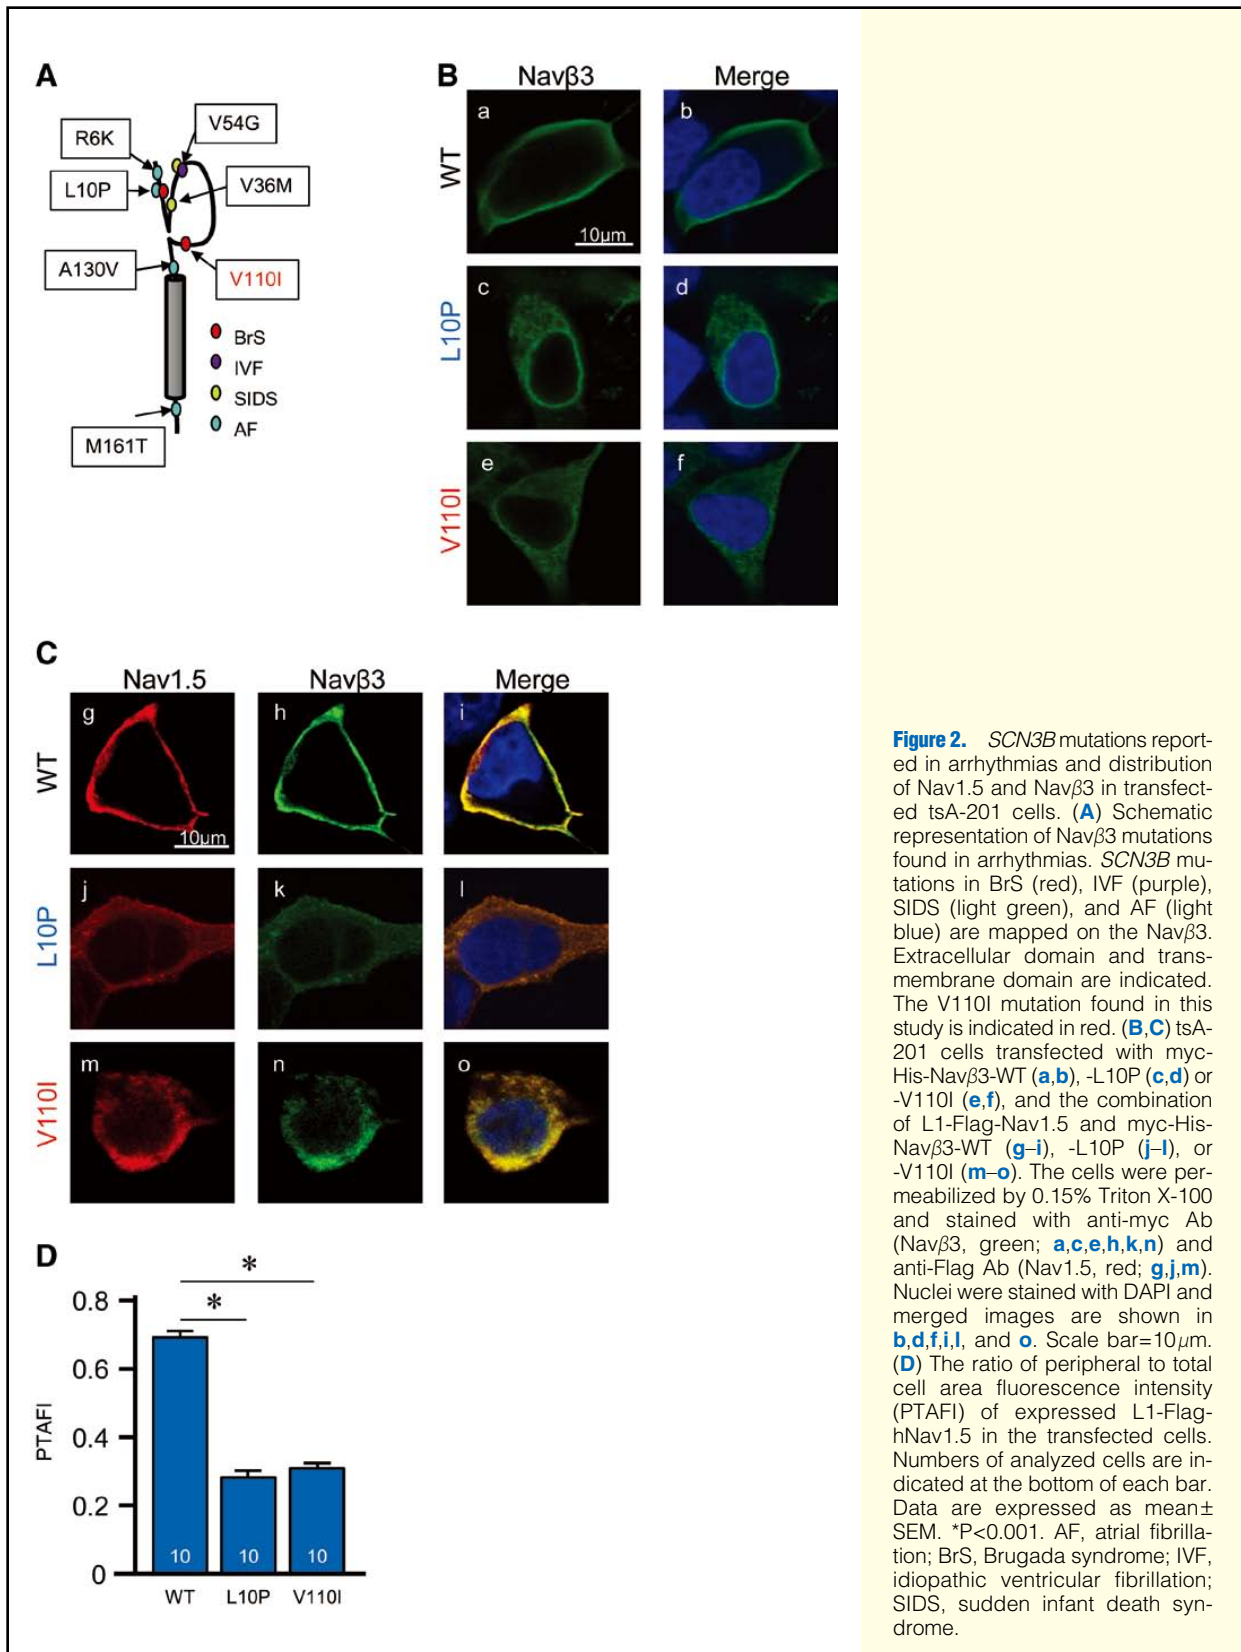 A
V54G
R6K
L10P
V36M
A130V
V110I
BrS
IVF
SIDS
AF
M161T
B
Navβ3
Merge
WT
a
b
10μm
L10P
c
d
V110I
e
f
C
Nav1.5
Navβ3
Merge
WT
g
h
i
10μm
L10P
j
k
l
V110I
m
n
o
D
*
*
PTAFI
0.8
0.6
0.4
0.2
0
10
10
10
WT
L10P
V110I
Figure 2. SCN3B mutations report-
ed in arrhythmias and distribution
of Nav1.5 and Navβ3 in transfect-
ed tsA-201 cells. (A) Schematic
representation of Navβ3 mutations
found in arrhythmias. SCN3B mu-
tations in BrS (red), IVF (purple),
SIDS (light green), and AF (light
blue) are mapped on the Navβ3.
Extracellular domain and trans-
membrane domain are indicated.
The V110I mutation found in this
study is indicated in red. (B,C) tsA-
201 cells transfected with myc-
His-Navβ3-WT (a,b), -L10P (c,d) or
-V110I (e,f), and the combination
of L1-Flag-Nav1.5 and myc-His-
Navβ3-WT (g–i), -L10P (j–l), or
-V110I (m–o). The cells were per-
meabilized by 0.15% Triton X-100
and stained with anti-myc Ab
(Navβ3, green; a,c,e,h,k,n) and
anti-Flag Ab (Nav1.5, red; g,j,m).
Nuclei were stained with DAPI and
merged images are shown in
b,d,f,i,l, and o. Scale bar=10μm.
(D) The ratio of peripheral to total
cell area fluorescence intensity
(PTAFI) of expressed L1-Flag-
hNav1.5 in the transfected cells.
Numbers of analyzed cells are in-
dicated at the bottom of each bar.
Data are expressed as mean±
SEM. *P<0.001. AF, atrial fibrilla-
tion; BrS, Brugada syndrome; IVF,
idiopathic ventricular fibrillation;
SIDS, sudden infant death syn-
drome.